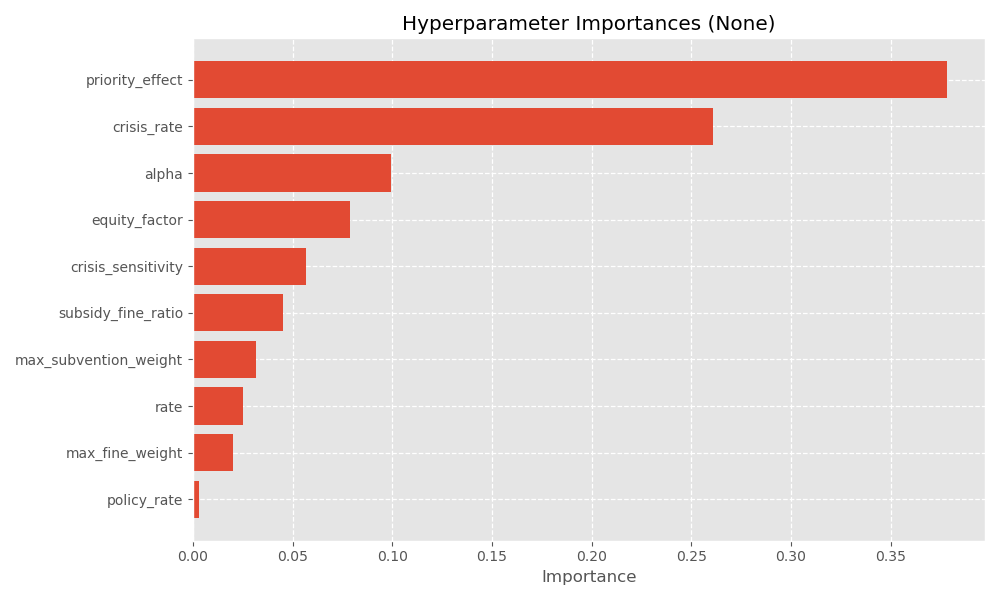 Hyperparameter Importances (None)
priority_effect
crisis_rate
alpha
equity_factor
crisis_sensitivity
subsidy_fine_ratio
max_subvention_weight
rate
max_fine_weight
policy_rate
0.00 0.05 0.10 0.15 0.20 0.25 0.30 0.35
Importance